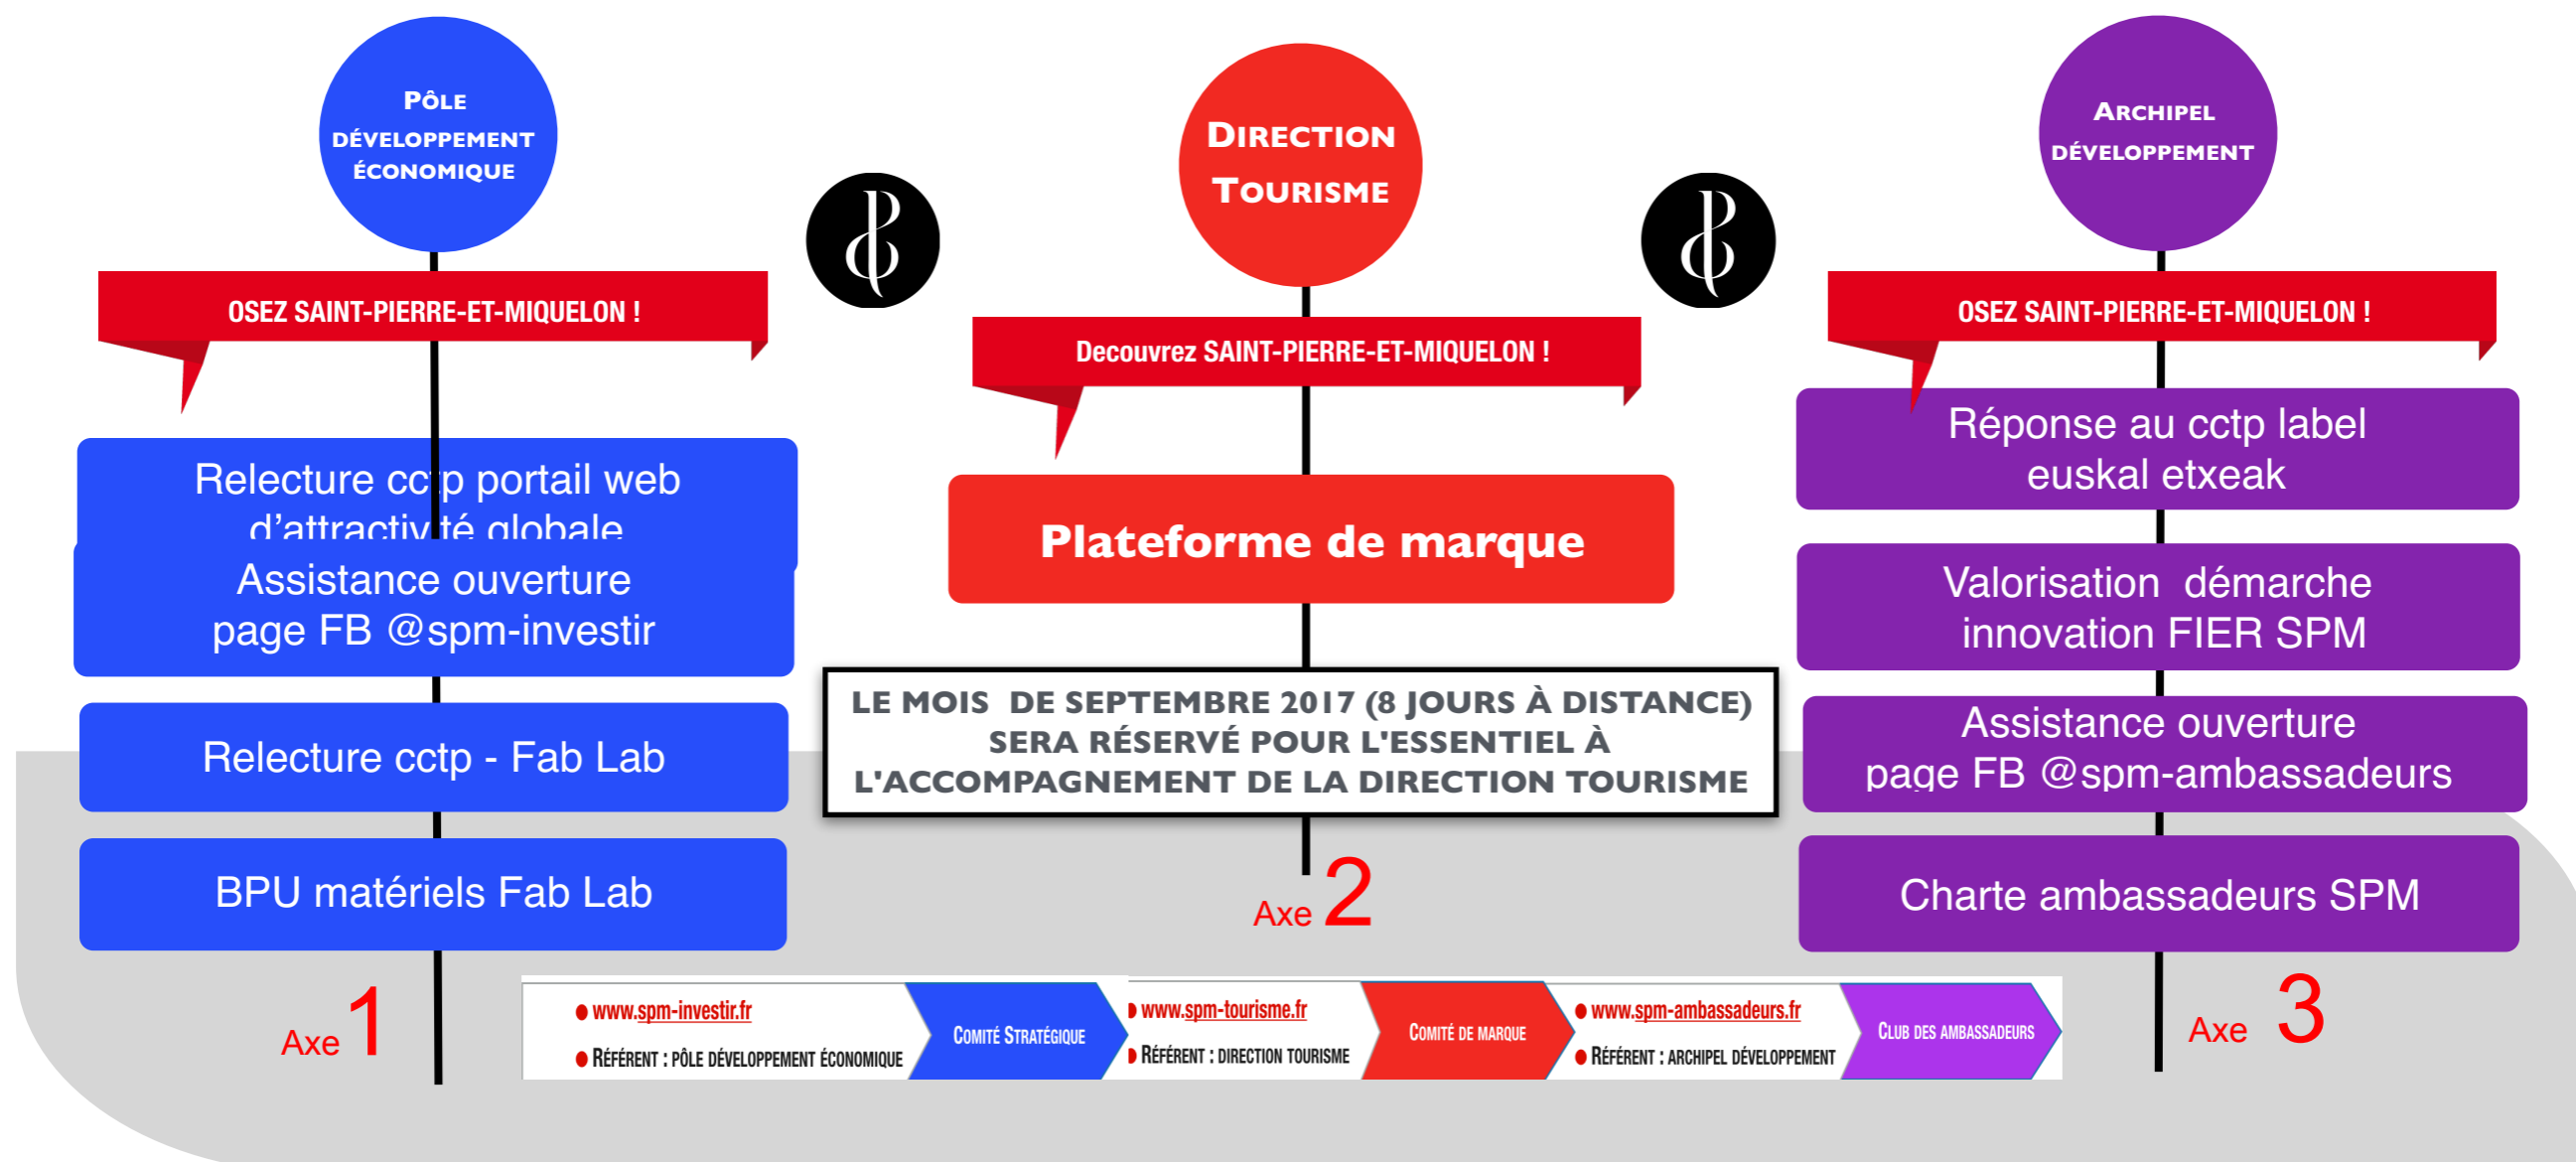 PÔLE
DÉVELOPPEMENT
ÉCONOMIQUE
OSEZ SAINT-PIERRE-ET-MIQUELON !
Relecture cctp portail web
d'attractivité globale
Assistance ouverture
page FB @spm-investir
Relecture cctp - Fab Lab
BPU matériels Fab Lab
Axe 1
DIRECTION
TOURISME
Decouvrez SAINT-PIERRE-ET-MIQUELON !
Plateforme de marque
LE MOIS DE SEPTEMBRE 2017 (8 JOURS À DISTANCE)
SERA RÉSERVÉ POUR L'ESSENTIEL À
L'ACCOMPAGNEMENT DE LA DIRECTION TOURISME
Axe 2
ARCHIPEL
DÉVELOPPEMENT
OSEZ SAINT-PIERRE-ET-MIQUELON !
Réponse au cctp label
euskal etxeak
Valorisation démarche
innovation FIER SPM
Assistance ouverture
page FB @spm-ambassadeurs
Charte ambassadeurs SPM
Axe 3
www.spm-investir.fr
RÉFÉRENT : PÔLE DÉVELOPPEMENT ÉCONOMIQUE
COMITÉ STRATÉGIQUE
www.spm-tourisme.fr
RÉFÉRENT : DIRECTION TOURISME
COMITÉ DE MARQUE
www.spm-ambassadeurs.fr
RÉFÉRENT : ARCHIPEL DÉVELOPPEMENT
CLUB DES AMBASSADEURS